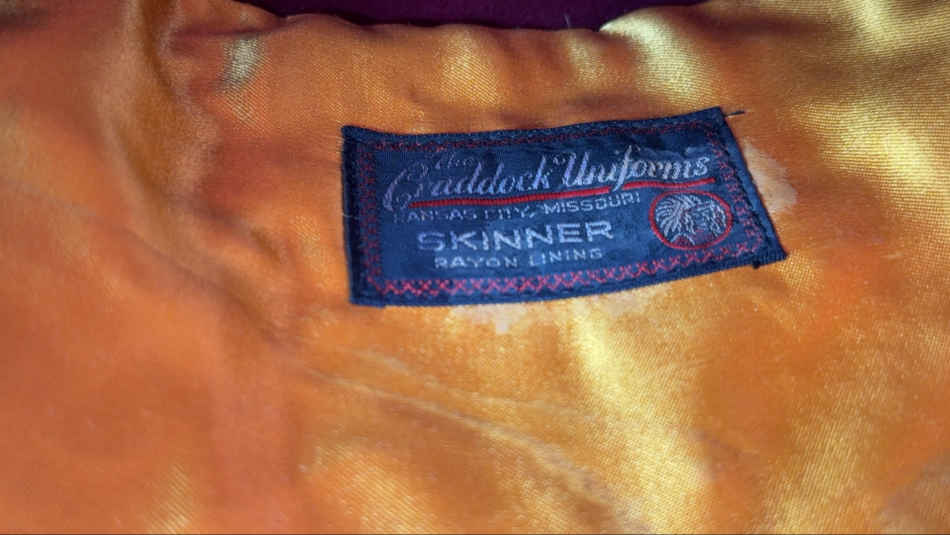 the
Craddock Uniforms
KANSAS CITY, MISSOURI
SKINNER
RAYON LINING